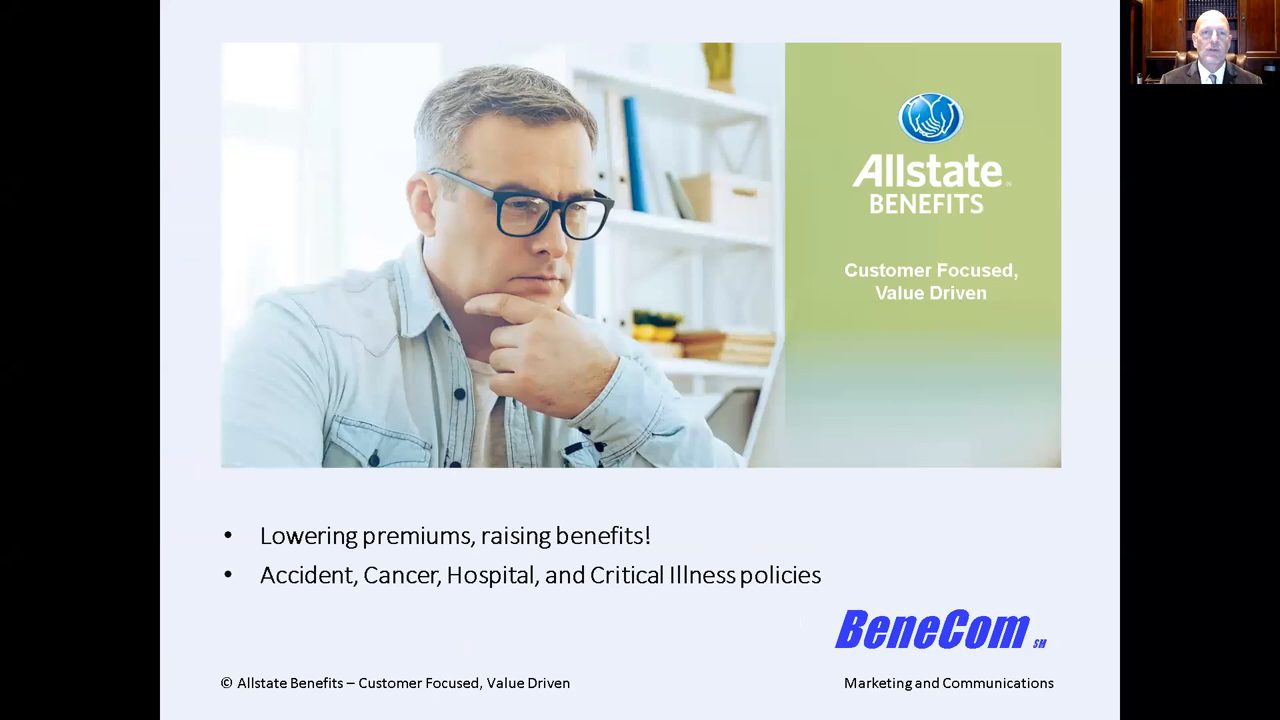 Allstate
BENEFITS
Customer Focused,
Value Driven
• Lowering premiums, raising benefits!
• Accident, Cancer, Hospital, and Critical Illness policies
BeneCom SM
© Allstate Benefits – Customer Focused, Value Driven
Marketing and Communications